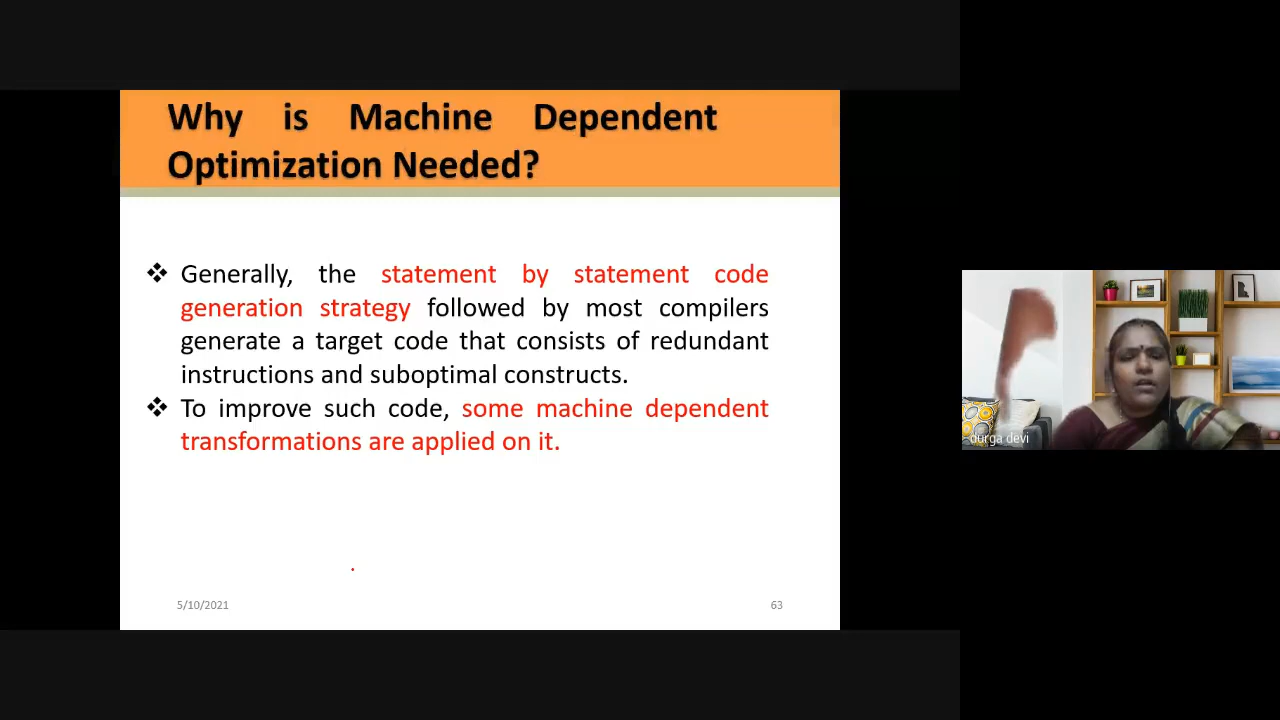 Why is Machine Dependent
Optimization Needed?
❖ Generally, the statement by statement code
generation strategy followed by most compilers
generate a target code that consists of redundant
instructions and suboptimal constructs.
❖ To improve such code, some machine dependent
transformations are applied on it.
5/10/2021
63
durga devi